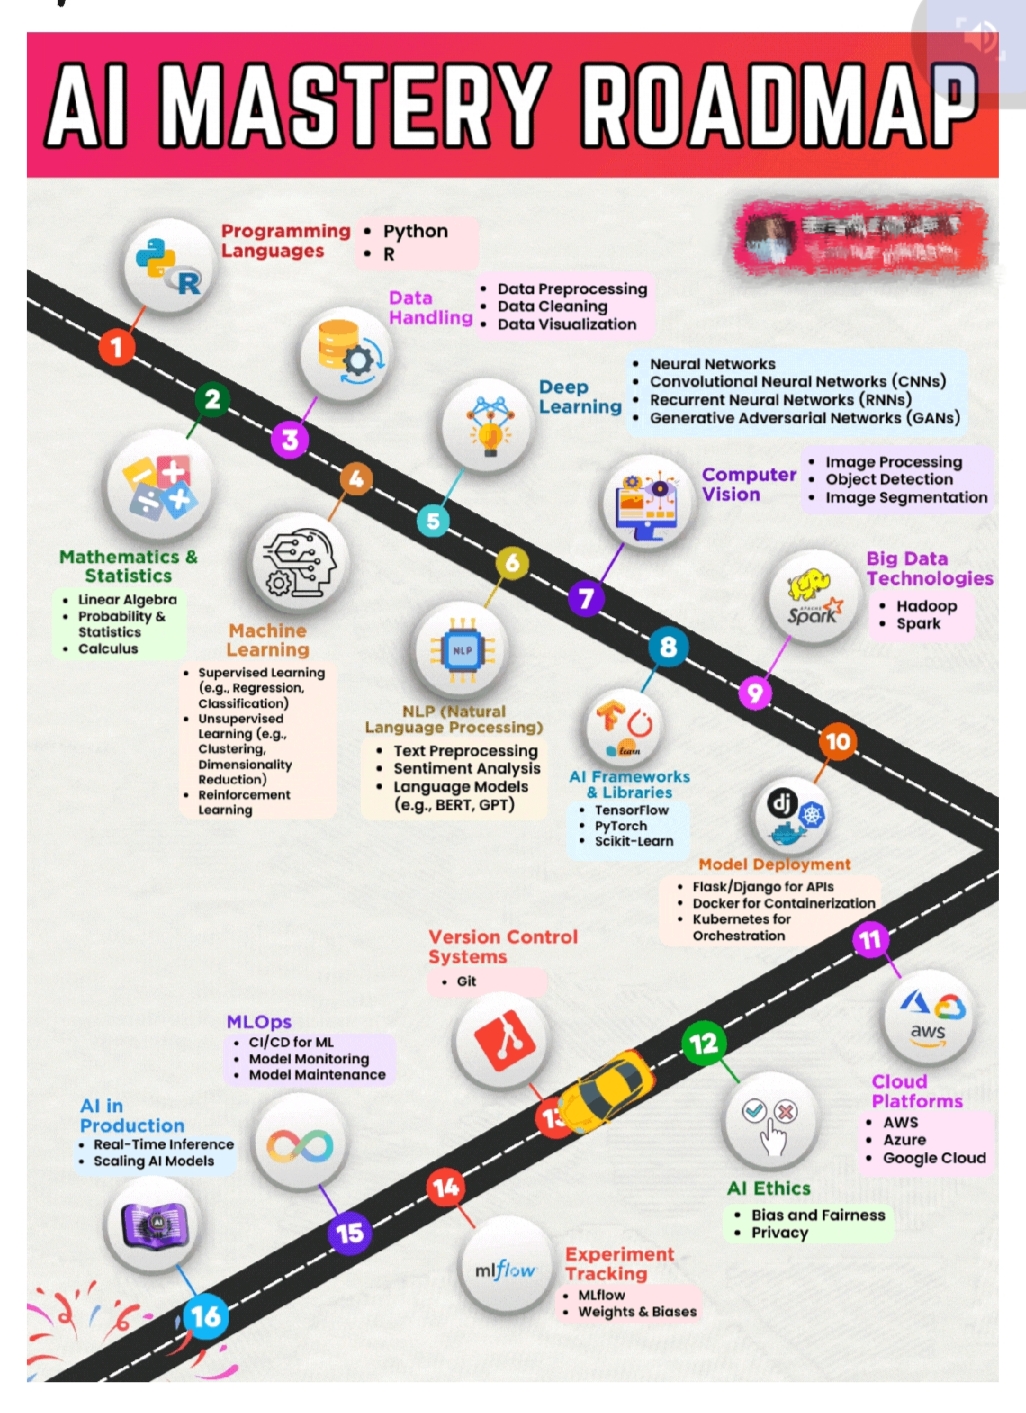 AI MASTERY ROADMAP
Programming
Languages
• Python
• R
1
Data
Handling
• Data Preprocessing
• Data Cleaning
• Data Visualization
2
3
Deep
Learning
• Neural Networks
• Convolutional Neural Networks (CNNs)
• Recurrent Neural Networks (RNNs)
• Generative Adversarial Networks (GANs)
4
5
Computer
Vision
• Image Processing
• Object Detection
• Image Segmentation
Mathematics &
Statistics
• Linear Algebra
• Probability &
Statistics
• Calculus
6
7
Big Data
Technologies
• Hadoop
• Spark
APACHE
Spark
Machine
Learning
• Supervised Learning
(e.g., Regression,
Classification)
• Unsupervised
Learning (e.g.,
Clustering,
Dimensionality
Reduction)
• Reinforcement
Learning
NLP
NLP (Natural
Language Processing)
• Text Preprocessing
• Sentiment Analysis
• Language Models
(e.g., BERT, GPT)
8
9
learn
AI Frameworks
& Libraries
• TensorFlow
• PyTorch
• Scikit-Learn
10
dj
Model Deployment
• Flask/Django for APIs
• Docker for Containerization
• Kubernetes for
Orchestration
11
aws
Cloud
Platforms
• AWS
• Azure
• Google Cloud
12
AI Ethics
• Bias and Fairness
• Privacy
Version Control
Systems
• Git
13
MLOps
• CI/CD for ML
• Model Monitoring
• Model Maintenance
14
mlflow
Experiment
Tracking
• MLflow
• Weights & Biases
15
AI in
Production
• Real-Time Inference
• Scaling AI Models
AI
16